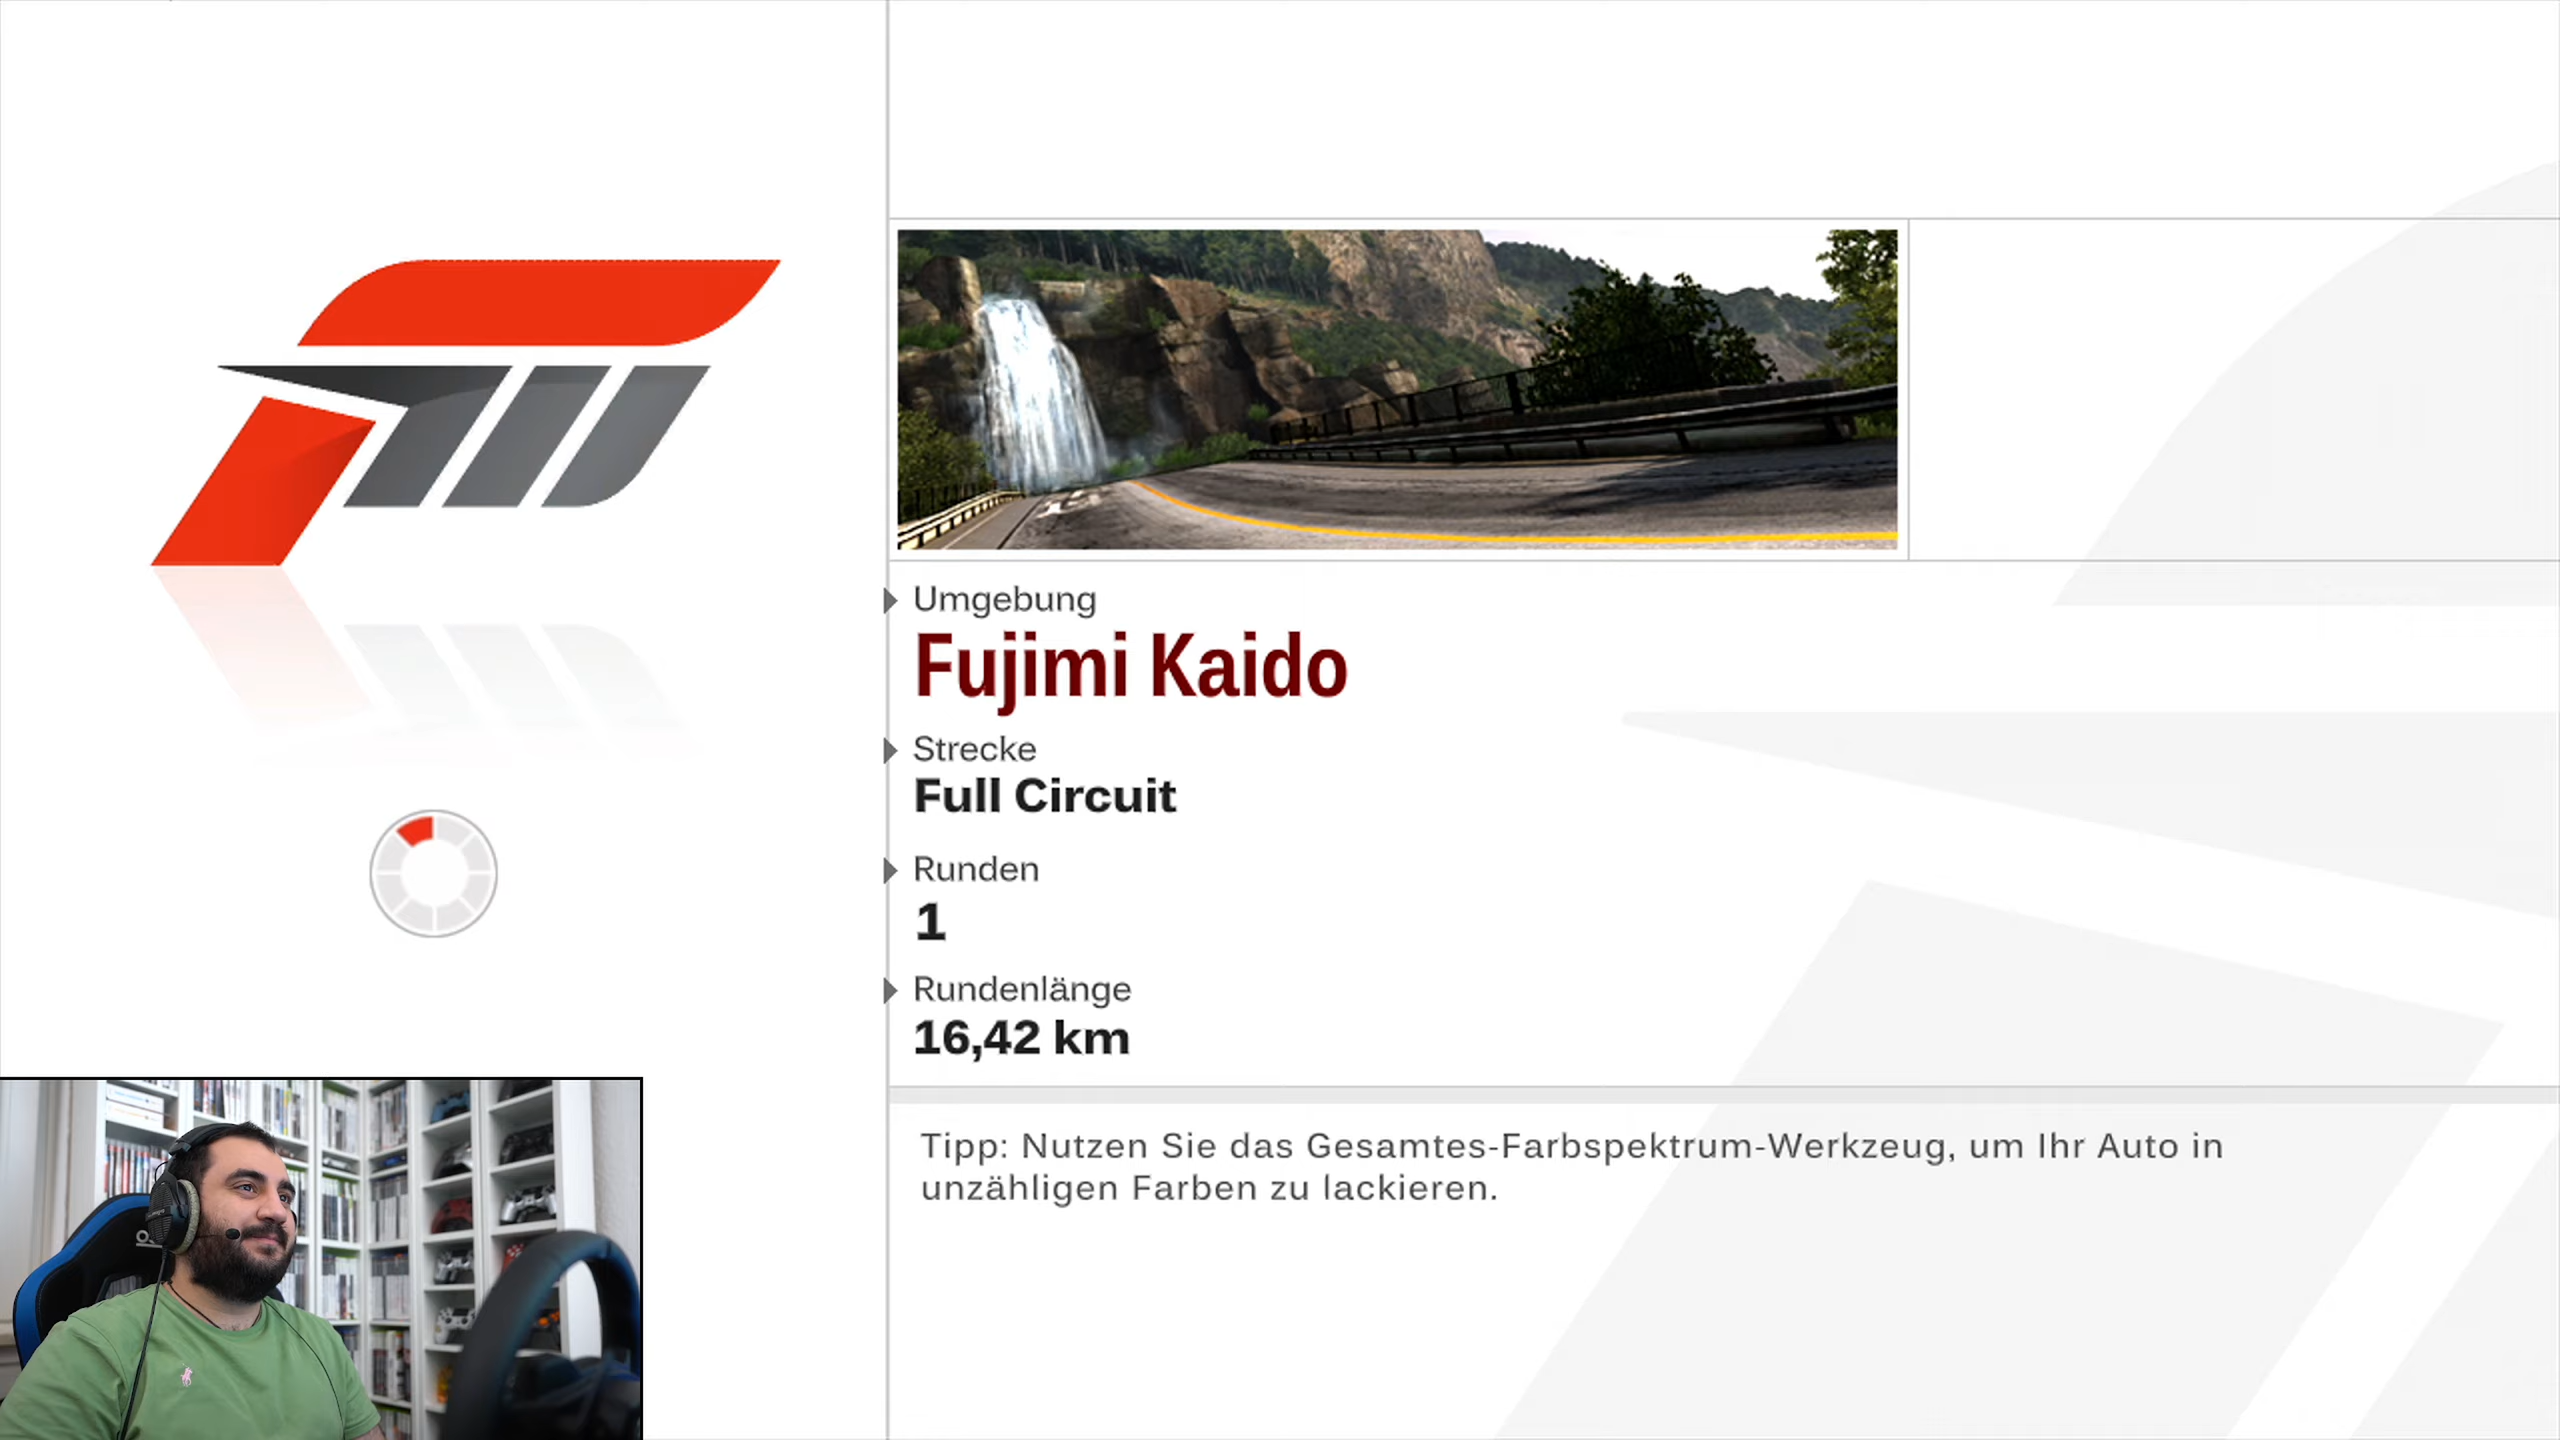 Umgebung
Fujimi Kaido
Strecke
Full Circuit
Runden
1
Rundenlänge
16,42 km
Tipp: Nutzen Sie das Gesamtes-Farbspektrum-Werkzeug, um Ihr Auto in
unzähligen Farben zu lackieren.